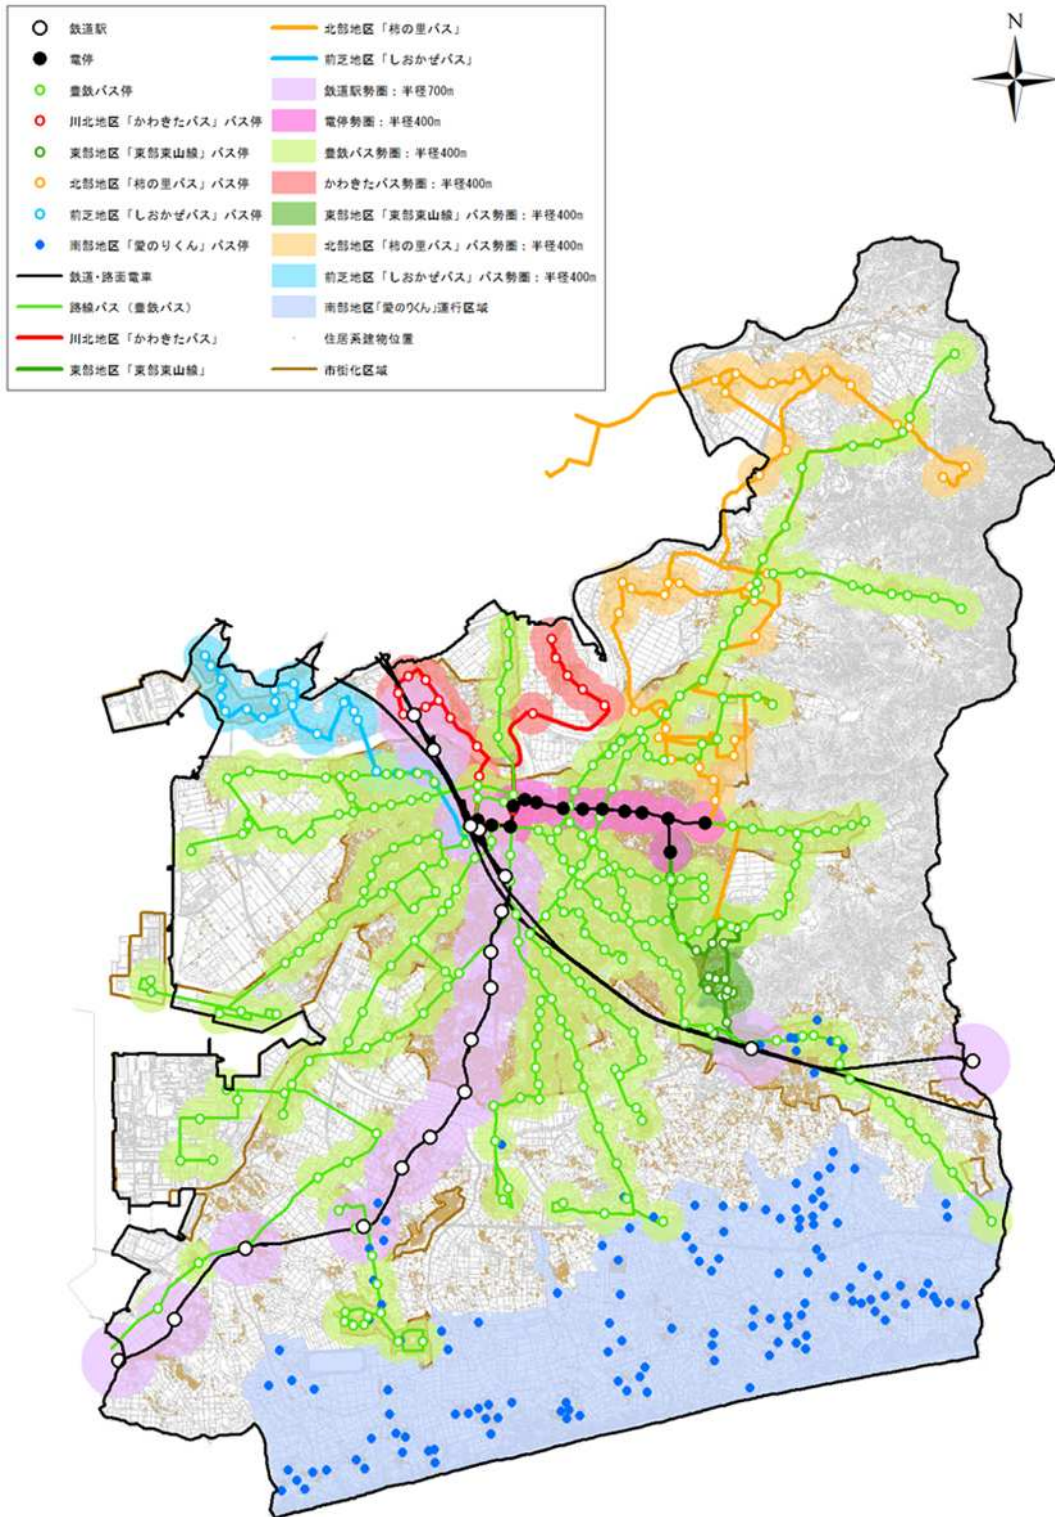 鉄道駅
電停
豊鉄バス停
川北地区「かわきたバス」バス停
東部地区「東部東山線」バス停
北部地区「柿の里バス」バス停
前芝地区「しおかぜバス」バス停
南部地区「愛のりくん」バス停
鉄道・路面電車
路線バス（豊鉄バス）
川北地区「かわきたバス」
東部地区「東部東山線」
北部地区「柿の里バス」
前芝地区「しおかぜバス」
鉄道駅勢圏：半径700m
電停勢圏：半径400m
豊鉄バス勢圏：半径400m
かわきたバス勢圏：半径400m
東部地区「東部東山線」バス勢圏：半径400m
北部地区「柿の里バス」バス勢圏：半径400m
前芝地区「しおかぜバス」バス勢圏：半径400m
南部地区「愛のりくん」運行区域
住居系建物位置
市街化区域
N